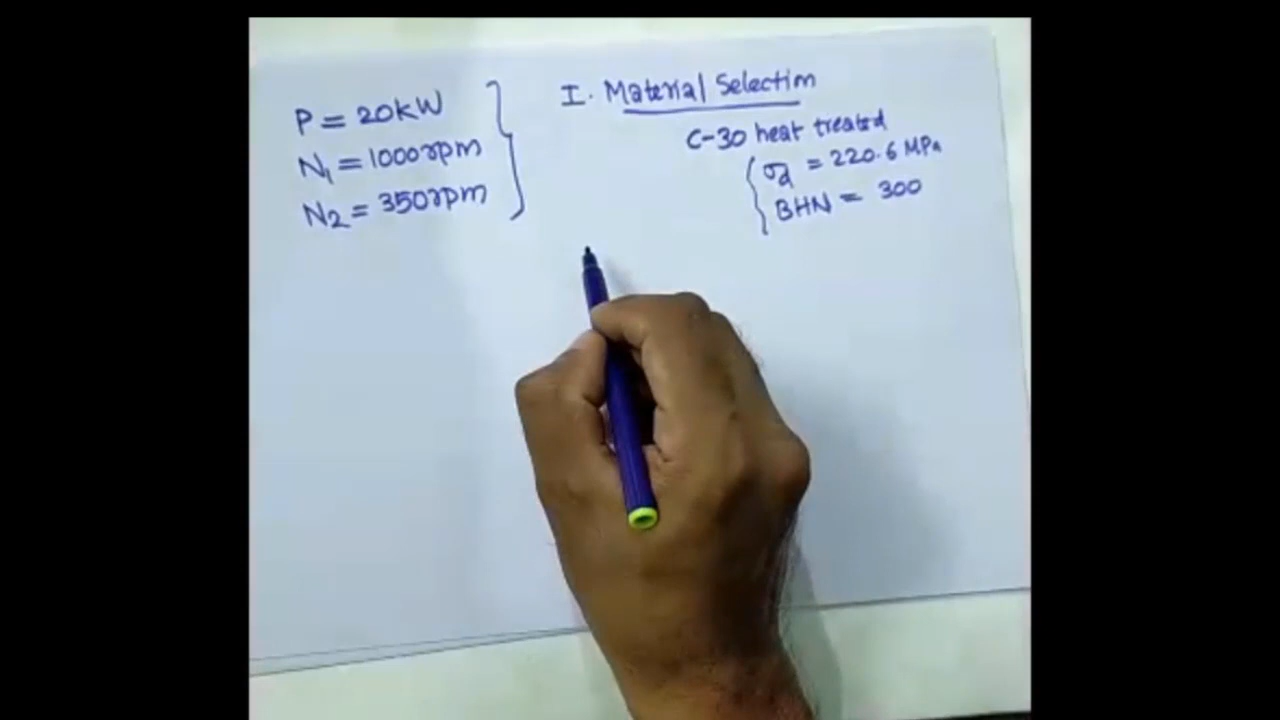 P = 20KW
N1 = 1000rpm
N2 = 350rpm
I. Material Selection
C-30 heat treated
σd = 220.6 MPa
BHN = 300